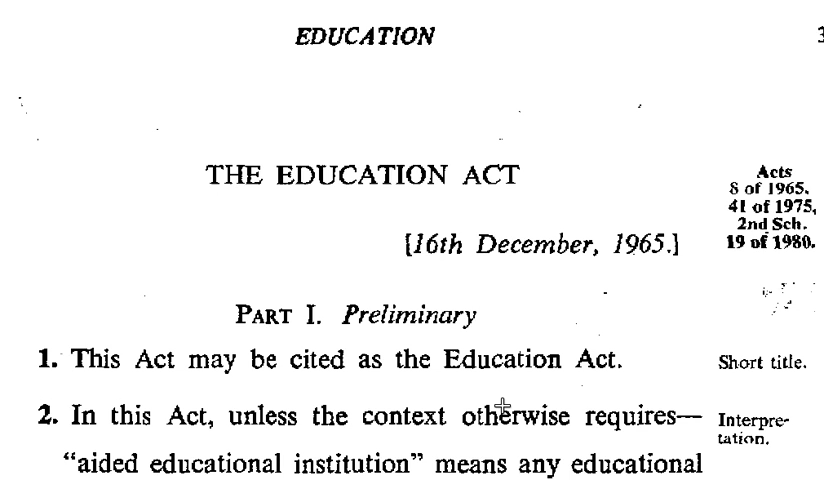 EDUCATION 3
THE EDUCATION ACT
Acts
8 of 1965.
41 of 1975,
2nd Sch.
19 of 1980.
[16th December, 1965.]
PART I. Preliminary
1. This Act may be cited as the Education Act.
Short title.
2. In this Act, unless the context otherwise requires—
Interpre-
tation.
“aided educational institution” means any educational